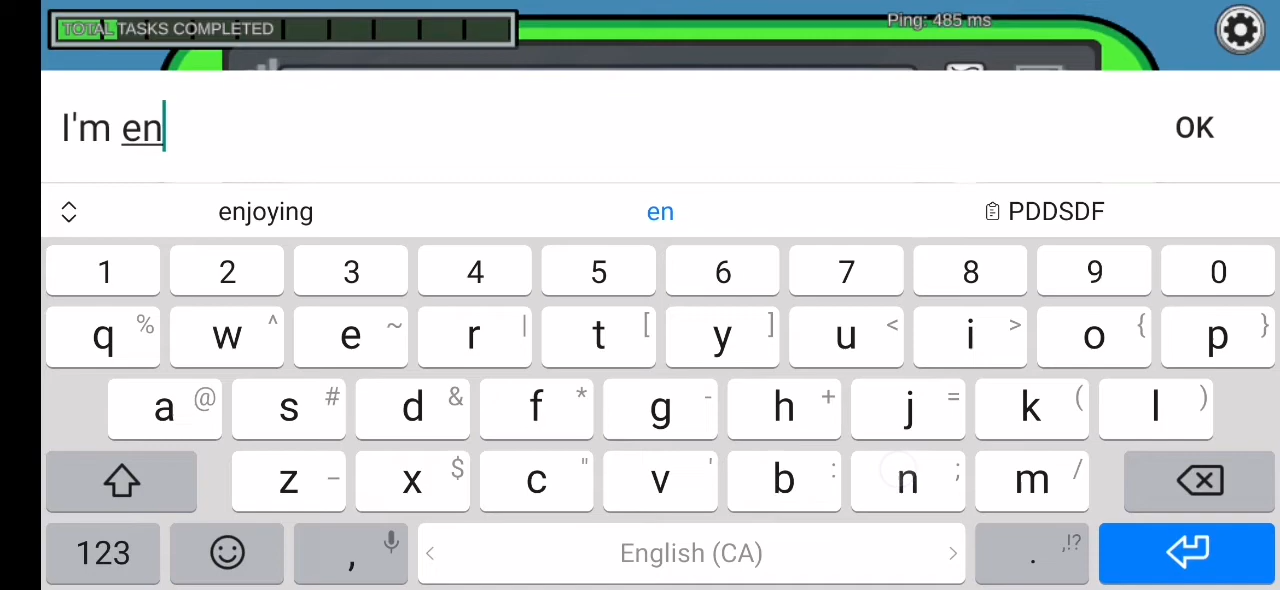 TOTAL TASKS COMPLETED
Ping: 485 ms
I'm en
OK
enjoying en PDDSDF
1 2 3 4 5 6 7 8 9 0
q % w ^ e ~ r | t [ y ] u < i > o { p }
a @ s # d & f * g - h + j = k ( l )
z _ x $ c " v ' b : n ; m /
123 , English (CA) . ,!?